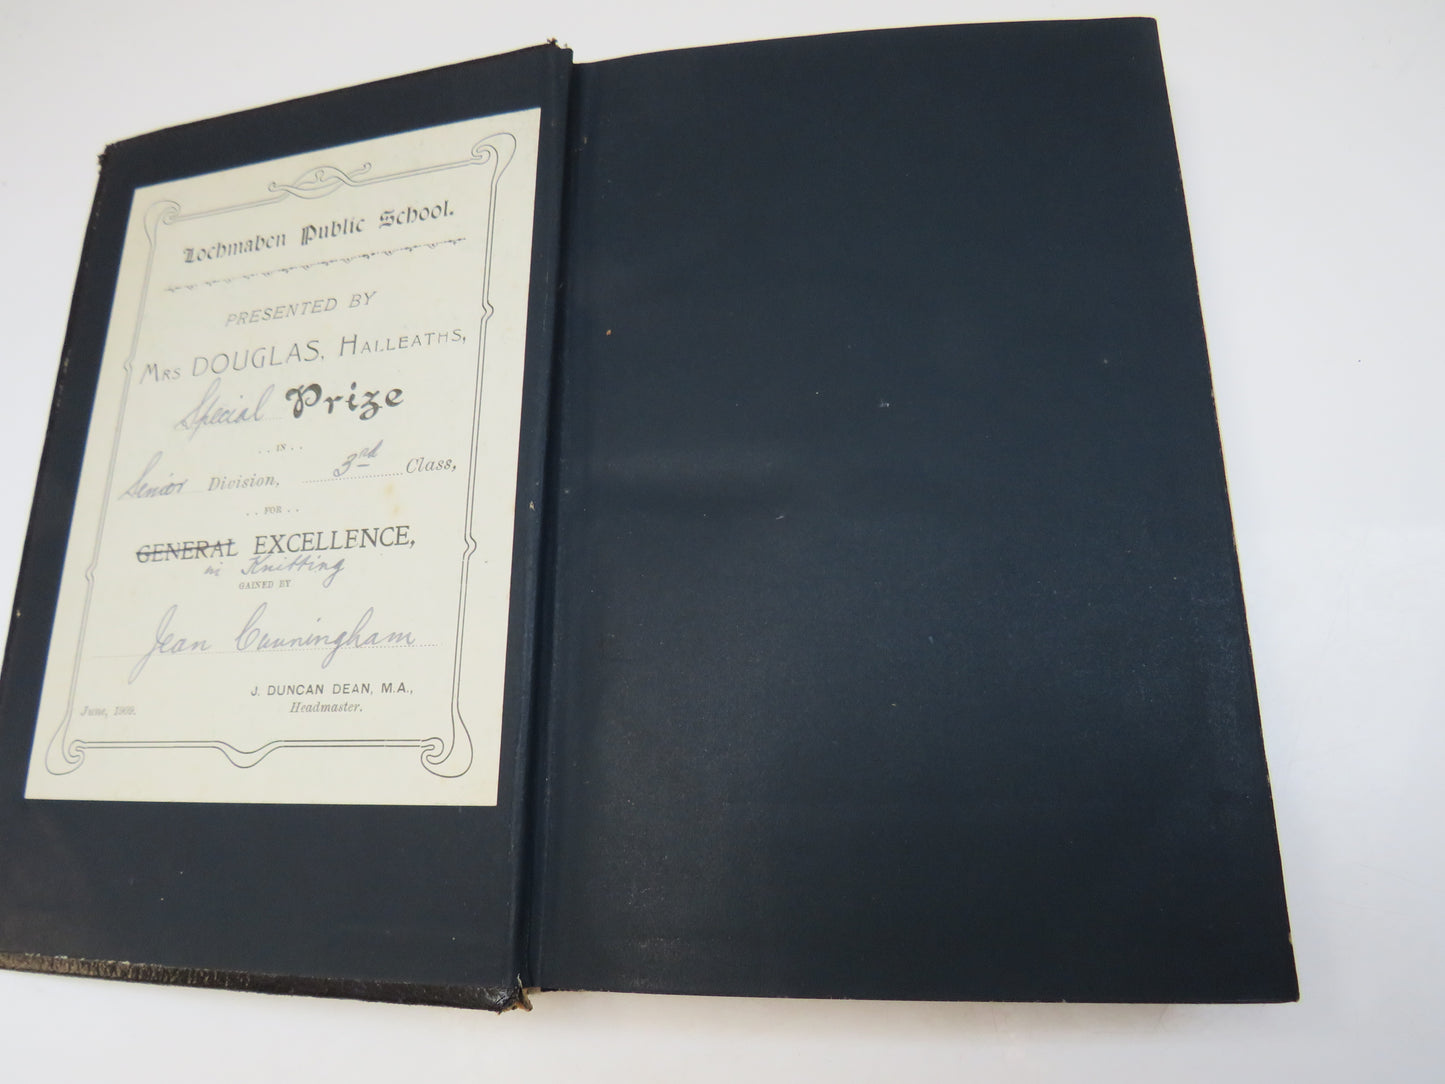 Lochmaben Public School.
PRESENTED BY
MRS DOUGLAS, HALLEATHS,
Special Prize
. . IN . .
Senior Division, 3rd Class,
. . FOR . .
GENERAL EXCELLENCE,
in Knitting
GAINED BY
Jean Cunningham
J. DUNCAN DEAN, M.A.,
Headmaster.
June, 1909.